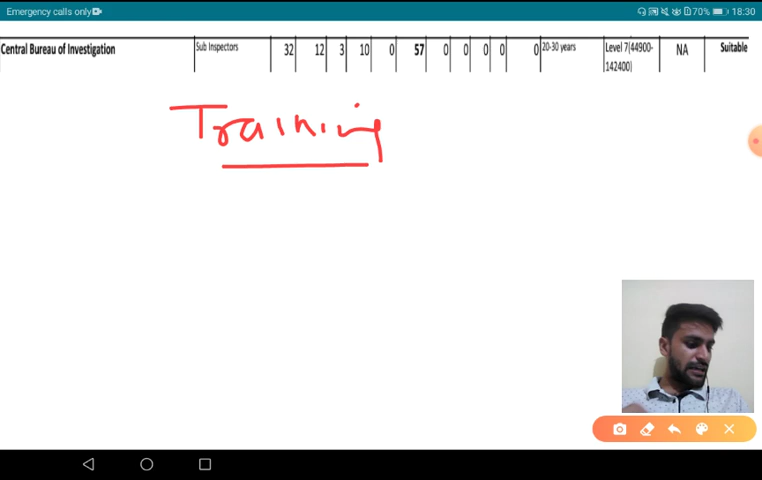 Emergency calls only 70% 18:30
Central Bureau of Investigation Sub Inspectors 32 12 3 10 0 57 0 0 0 0 0 20-30 years Level 7(44900-142400) NA Suitable
Training